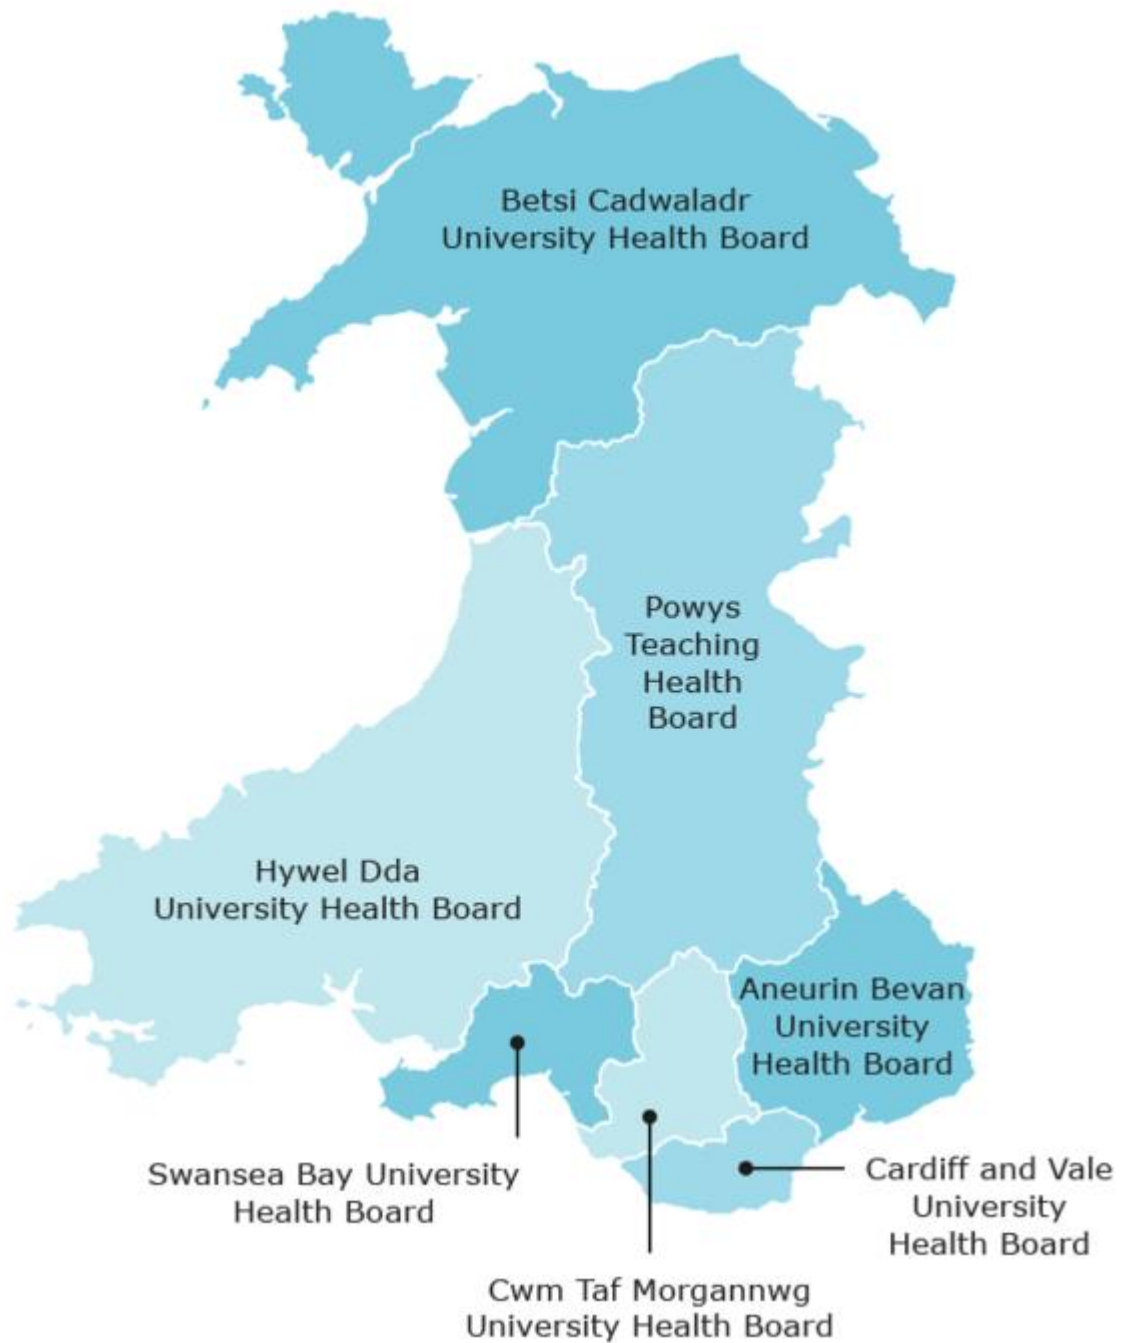 Betsi Cadwaladr
University Health Board
Powys
Teaching
Health
Board
Hywel Dda
University Health Board
Aneurin Bevan
University
Health Board
Swansea Bay University
Health Board
Cardiff and Vale
University
Health Board
Cwm Taf Morgannwg
University Health Board